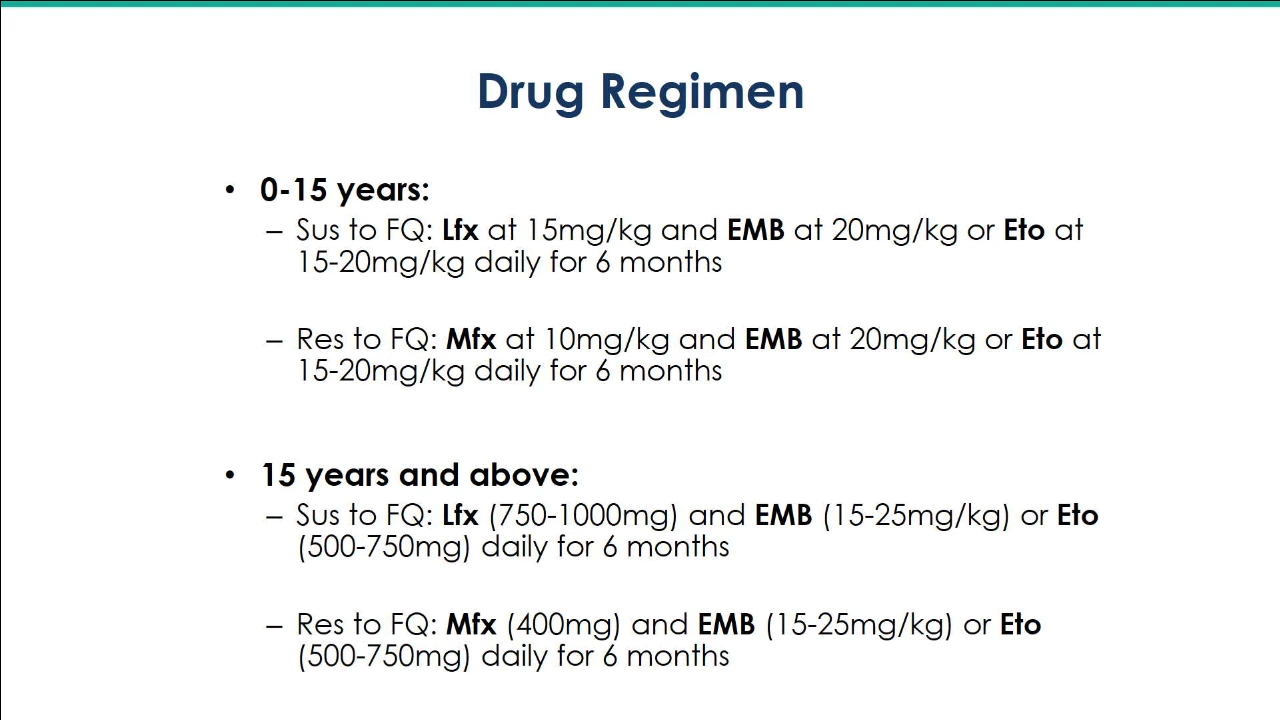 Drug Regimen
• 0-15 years:
– Sus to FQ: Lfx at 15mg/kg and EMB at 20mg/kg or Eto at
15-20mg/kg daily for 6 months
– Res to FQ: Mfx at 10mg/kg and EMB at 20mg/kg or Eto at
15-20mg/kg daily for 6 months
• 15 years and above:
– Sus to FQ: Lfx (750-1000mg) and EMB (15-25mg/kg) or Eto
(500-750mg) daily for 6 months
– Res to FQ: Mfx (400mg) and EMB (15-25mg/kg) or Eto
(500-750mg) daily for 6 months